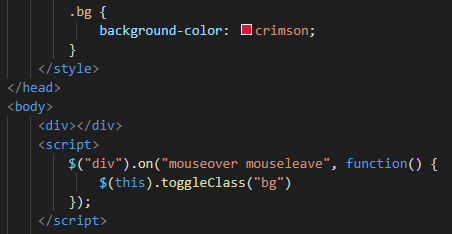 .bg {
background-color: crimson;
}
</style>
</head>
<body>
<div></div>
<script>
$("div").on("mouseover mouseleave", function() {
$(this).toggleClass("bg")
});
</script>